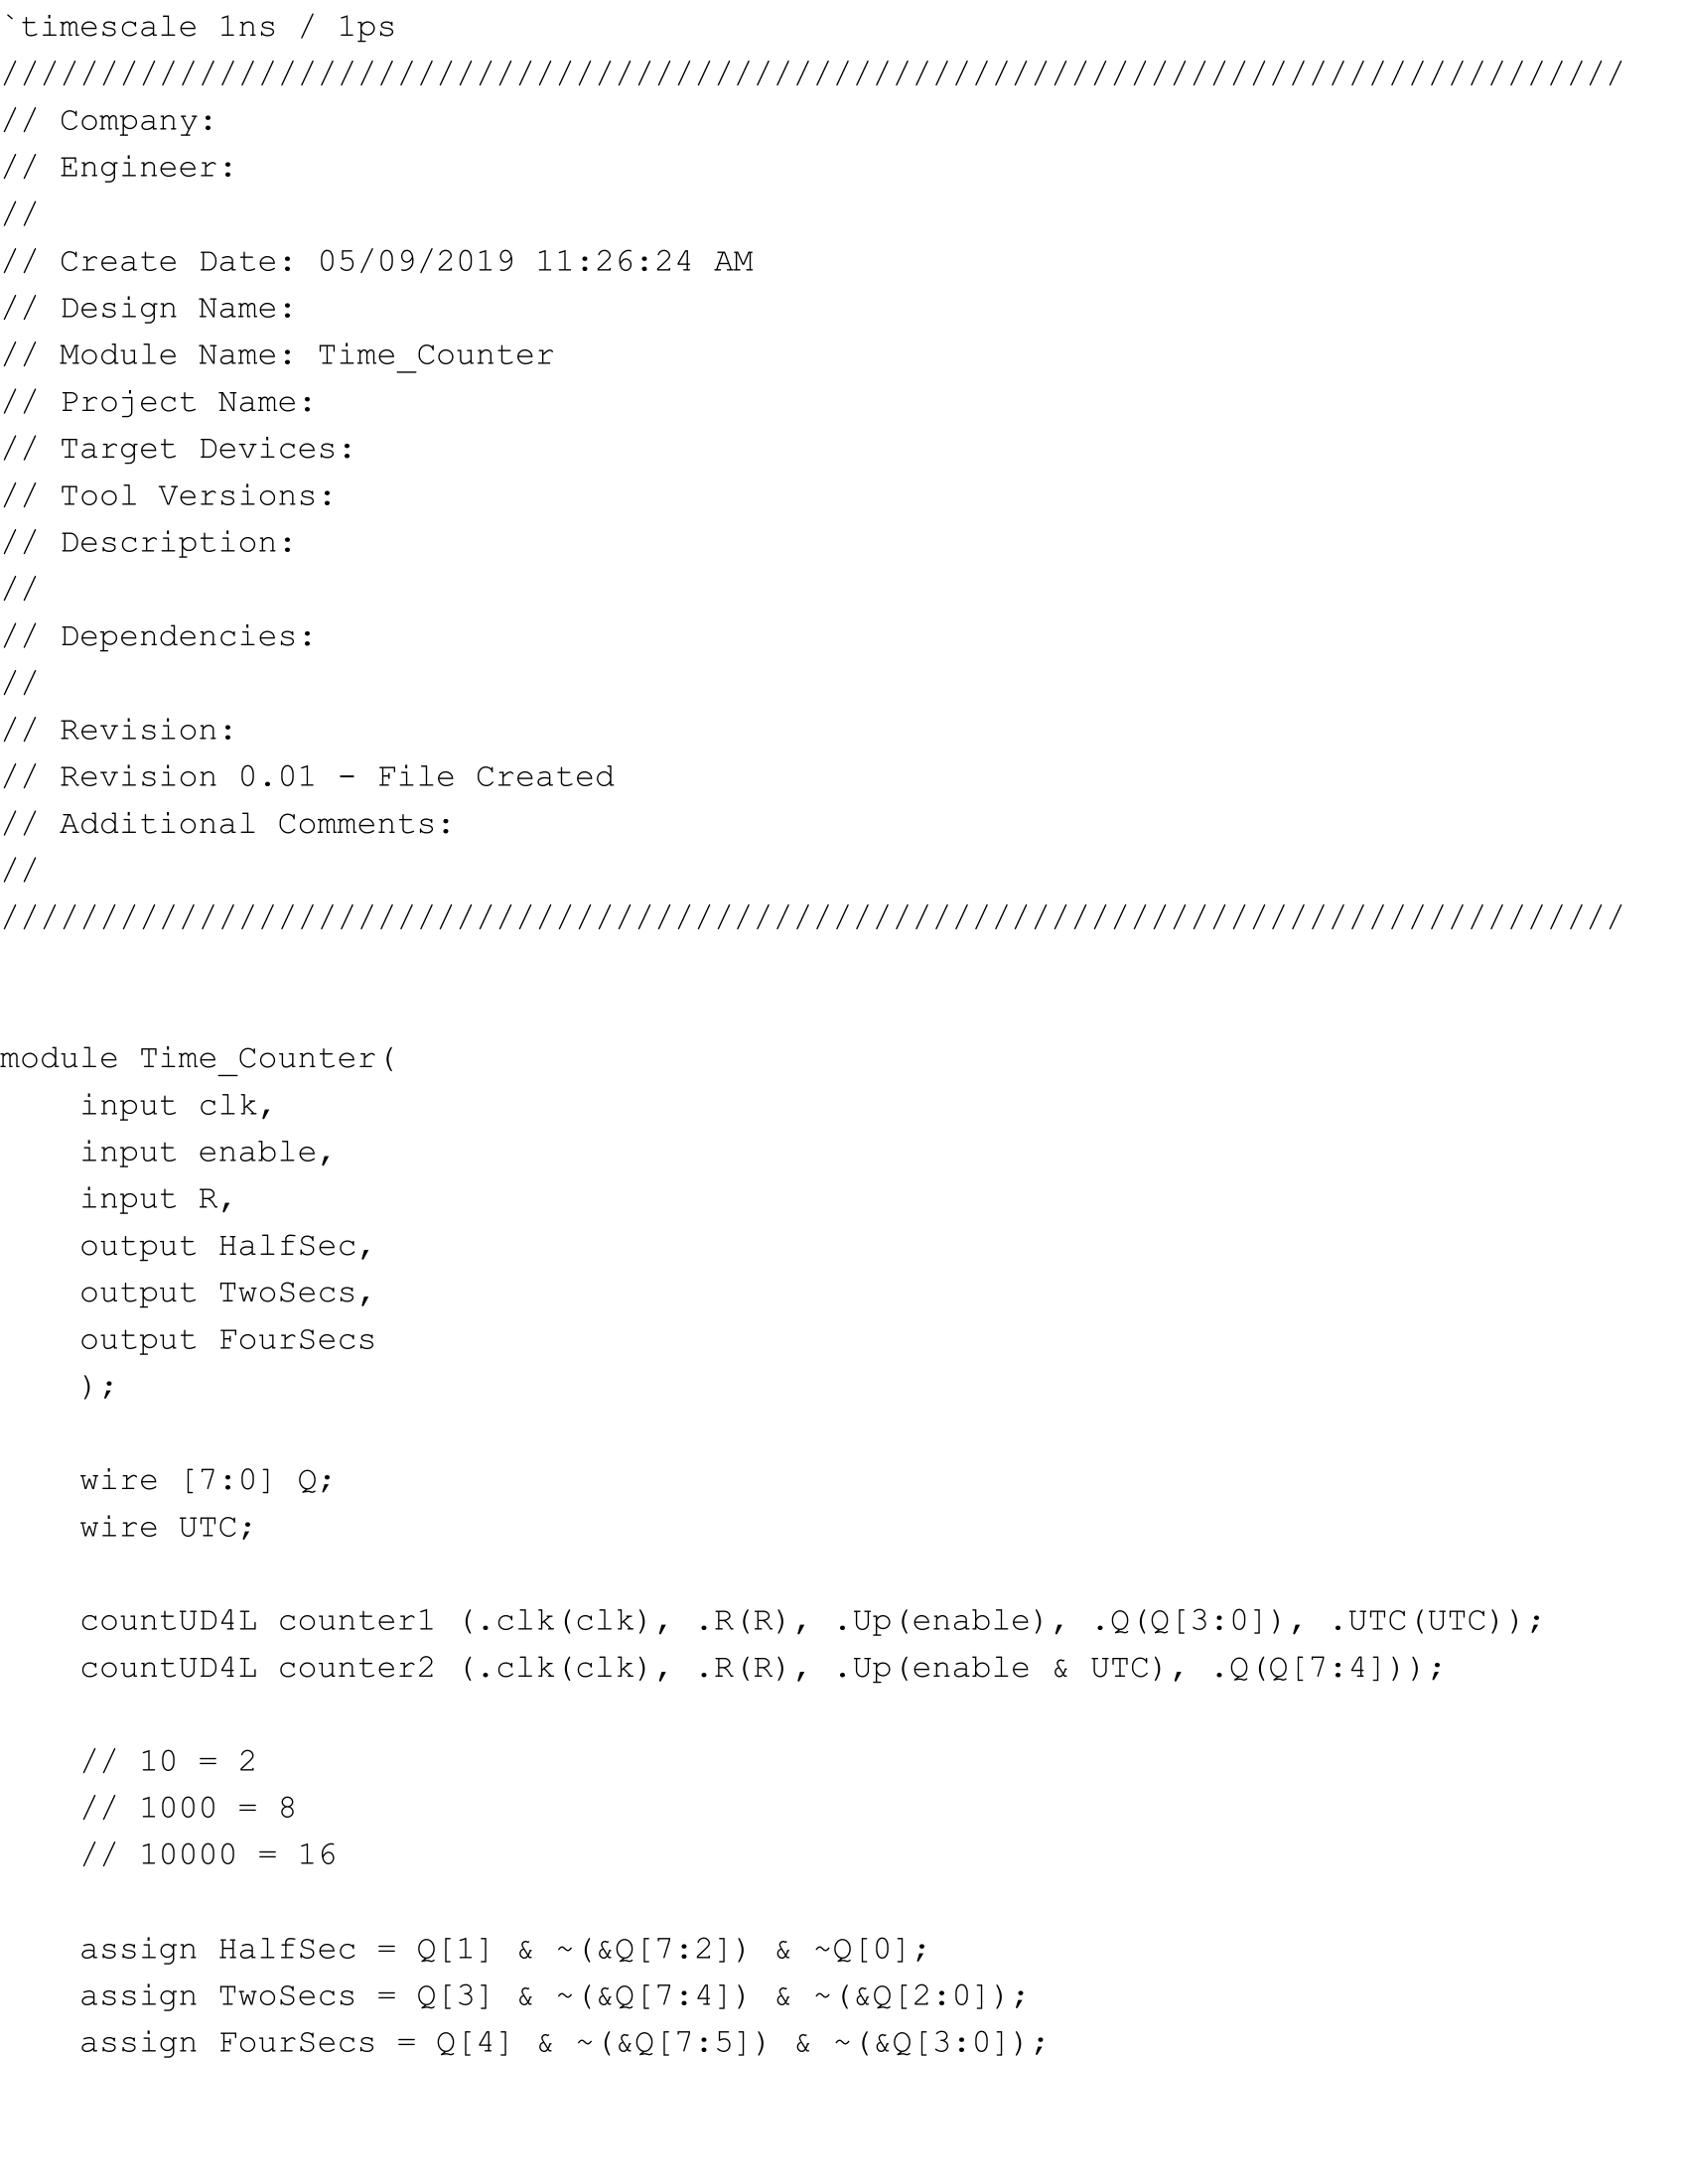 `timescale 1ns / 1ps
//////////////////////////////////////////////////////////////////////////////////
// Company:
// Engineer:
//
// Create Date: 05/09/2019 11:26:24 AM
// Design Name:
// Module Name: Time_Counter
// Project Name:
// Target Devices:
// Tool Versions:
// Description:
//
// Dependencies:
//
// Revision:
// Revision 0.01 - File Created
// Additional Comments:
//
//////////////////////////////////////////////////////////////////////////////////
module Time_Counter(
    input clk,
    input enable,
    input R,
    output HalfSec,
    output TwoSecs,
    output FourSecs
    );
    wire [7:0] Q;
    wire UTC;
    countUD4L counter1 (.clk(clk), .R(R), .Up(enable), .Q(Q[3:0]), .UTC(UTC));
    countUD4L counter2 (.clk(clk), .R(R), .Up(enable & UTC), .Q(Q[7:4]));
    // 10 = 2
    // 1000 = 8
    // 10000 = 16
    assign HalfSec = Q[1] & ~(&Q[7:2]) & ~Q[0];
    assign TwoSecs = Q[3] & ~(&Q[7:4]) & ~(&Q[2:0]);
    assign FourSecs = Q[4] & ~(&Q[7:5]) & ~(&Q[3:0]);